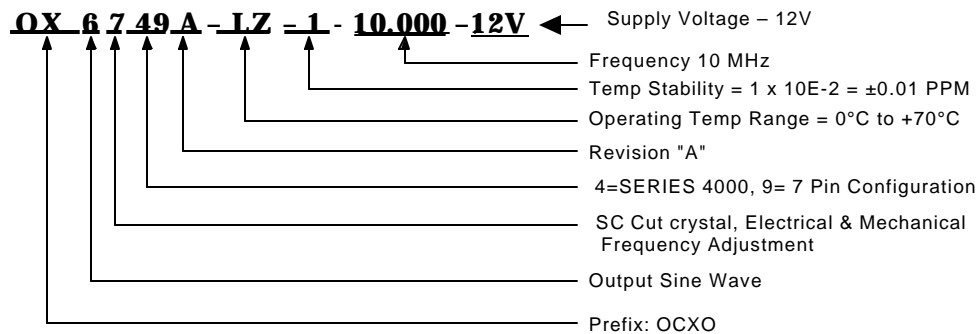 OX 6 7 49 A – LZ – 1 - 10.000 –12V
Supply Voltage – 12V
Frequency 10 MHz
Temp Stability = 1 x 10E-2 = ±0.01 PPM
Operating Temp Range = 0°C to +70°C
Revision "A"
4=SERIES 4000, 9= 7 Pin Configuration
SC Cut crystal, Electrical & Mechanical
Frequency Adjustment
Output Sine Wave
Prefix: OCXO